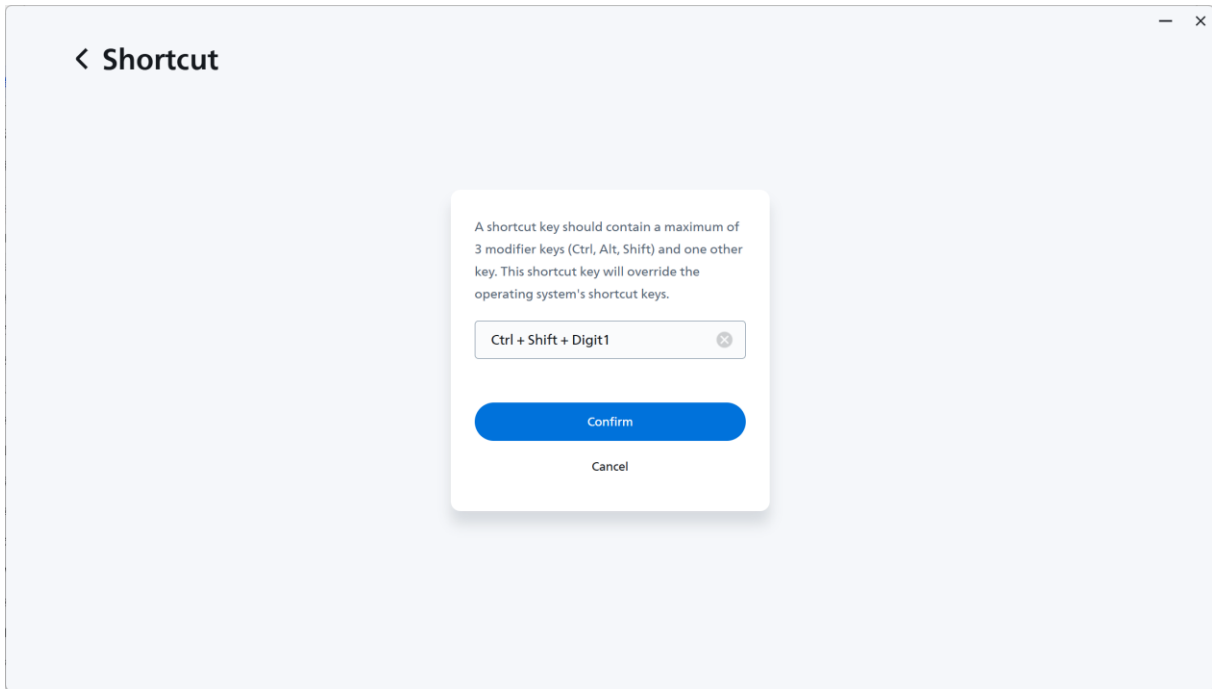 Shortcut
A shortcut key should contain a maximum of
3 modifier keys (Ctrl, Alt, Shift) and one other
key. This shortcut key will override the
operating system's shortcut keys.
Ctrl + Shift + Digit1
Confirm
Cancel